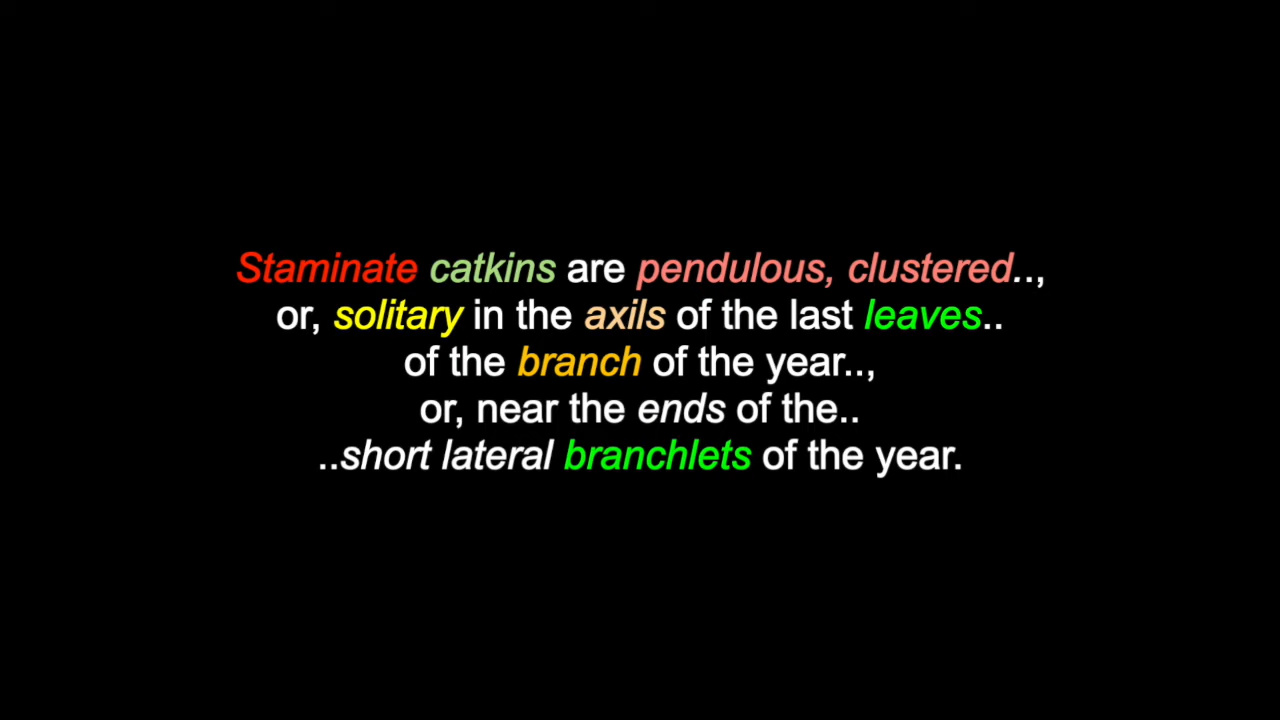 Staminate catkins are pendulous, clustered..,
or, solitary in the axils of the last leaves..
of the branch of the year..,
or, near the ends of the..
..short lateral branchlets of the year.